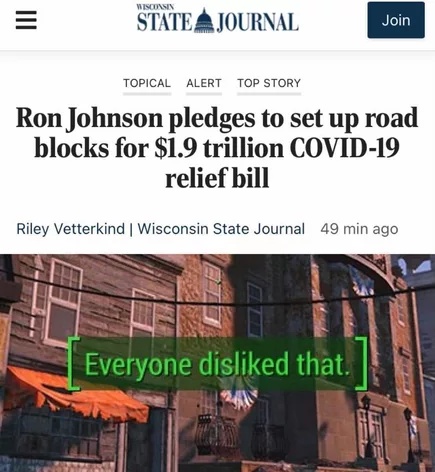 WISCONSIN
STATE JOURNAL
Join
TOPICAL ALERT TOP STORY
Ron Johnson pledges to set up road
blocks for $1.9 trillion COVID-19
relief bill
Riley Vetterkind | Wisconsin State Journal 49 min ago
[Everyone disliked that.]